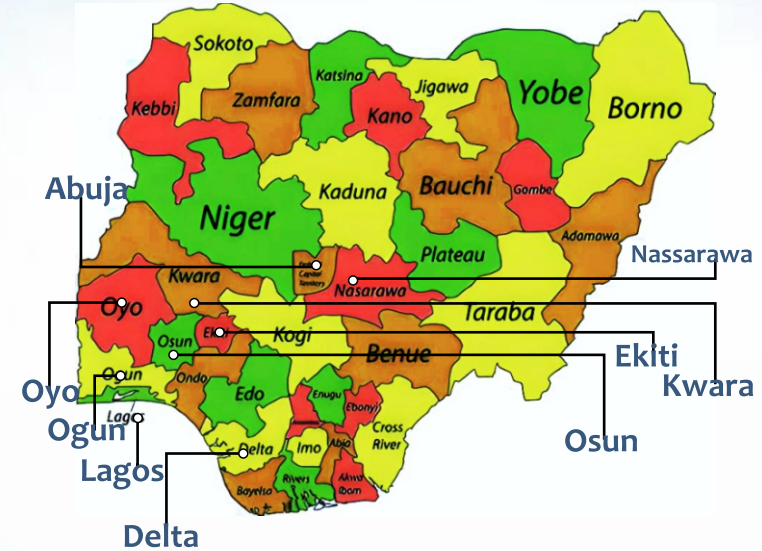 Sokoto
Katsina
Jigawa
Yobe
Borno
Kebbi
Zamfara
Kano
Abuja
Kaduna
Bauchi
Gombe
Niger
Adamawa
Plateau
Nassarawa
Kwara
Capital
Territory
Nasarawa
Oyo
Taraba
Kogi
Osun
Benue
Ekiti
Oyo
Ogun
Ondo
Edo
Enugu
Kwara
Ebonyi
Lagos
Ogun
Cross
River
Osun
Delta
Imo
Abia
Lagos
Rivers
Akwa
Ibom
Bayelsa
Delta